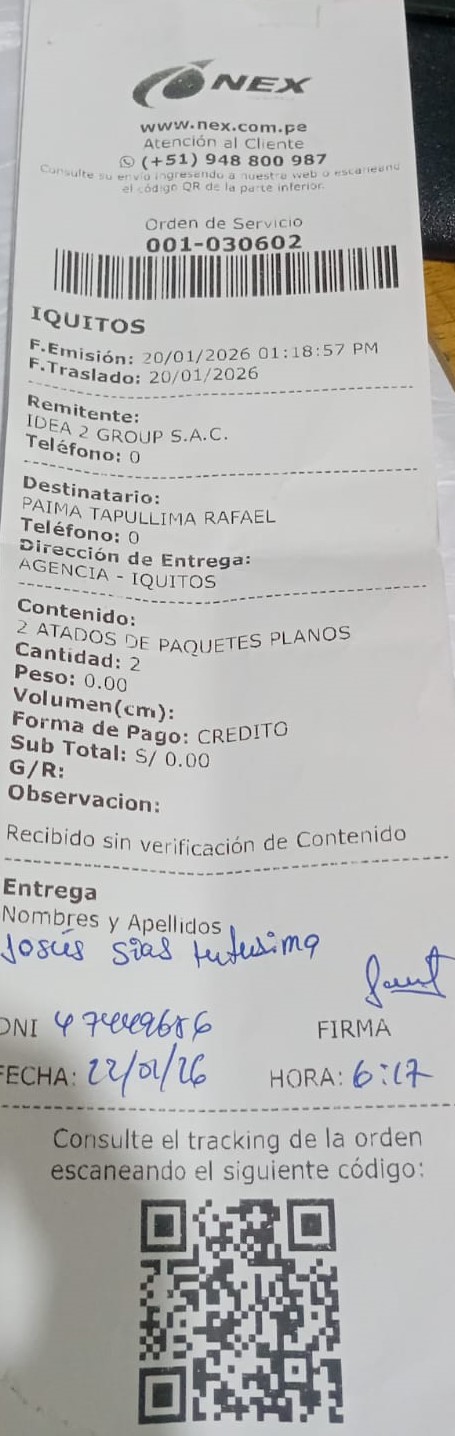 NEX
www.nex.com.pe
Atención al Cliente
(+51) 948 800 987
Consulte su envío ingresando a nuestra web o escaneand
el código QR de la parte inferior.
Orden de Servicio
001-030602
IQUITOS
F.Emisión: 20/01/2026 01:18:57 PM
F.Traslado: 20/01/2026
Remitente:
IDEA 2 GROUP S.A.C.
Teléfono: 0
Destinatario:
PAIMA TAPULLIMA RAFAEL
Teléfono: 0
Dirección de Entrega:
AGENCIA - IQUITOS
Contenido:
2 ATADOS DE PAQUETES PLANOS
Cantidad: 2
Peso: 0.00
Volumen(cm):
Forma de Pago: CREDITO
Sub Total: S/ 0.00
G/R:
Observacion:
Recibido sin verificación de Contenido
Entrega
Nombres y Apellidos
Josués
DNI
FIRMA
FECHA: 22/01/26 HORA: 6:17
Consulte el tracking de la orden
escaneando el siguiente código: